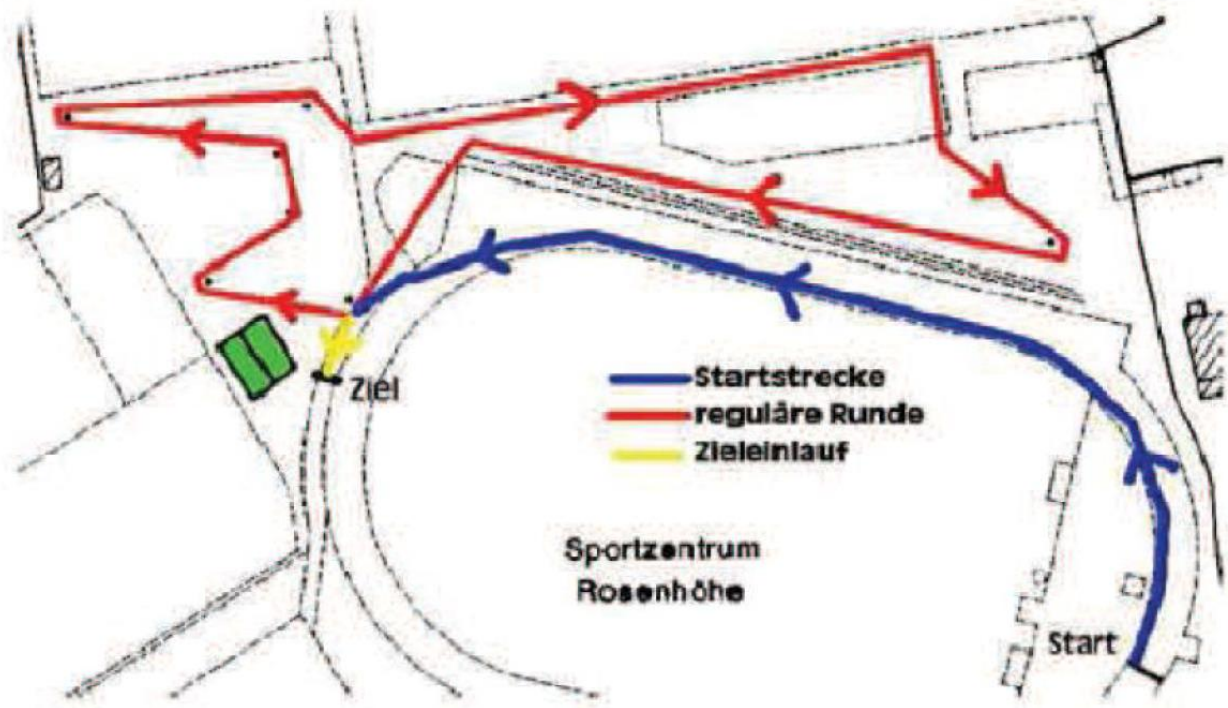 Ziel
Startstrecke
reguläre Runde
Zieleinlauf
Sportzentrum
Rosenhöhe
Start